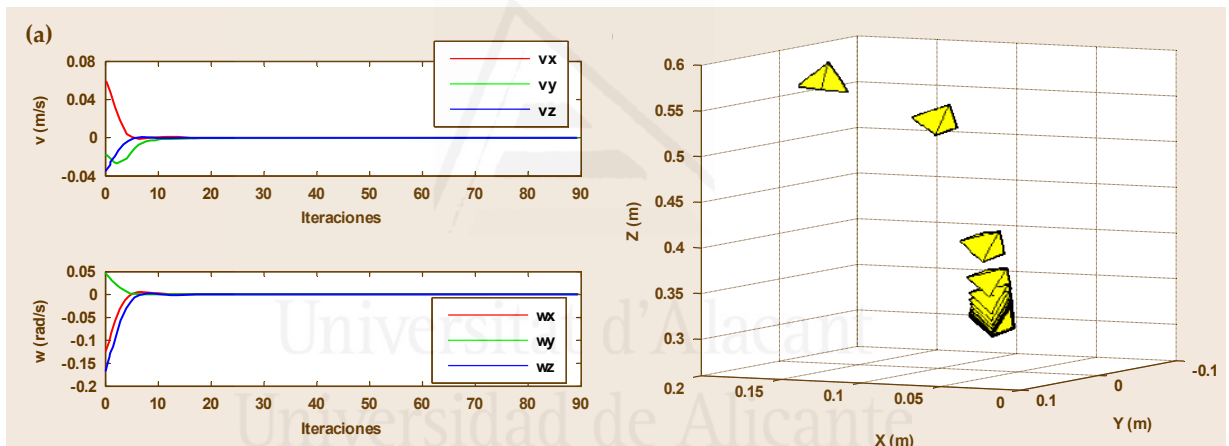 (a)
0.08
0.04
0
-0.04
v (m/s)
vx
vy
vz
0 10 20 30 40 50 60 70 80 90
Iteraciones
0.05
0
-0.05
-0.1
-0.15
-0.2
w (rad/s)
wx
wy
wz
0 10 20 30 40 50 60 70 80 90
Iteraciones
0.6
0.55
0.5
0.45
0.4
0.35
0.3
Z (m)
0.2 0.15 0.1 0.05 0
X (m)
0.1 0 -0.1
Y (m)
Universitat d'Alacant
Universidad de Alicante